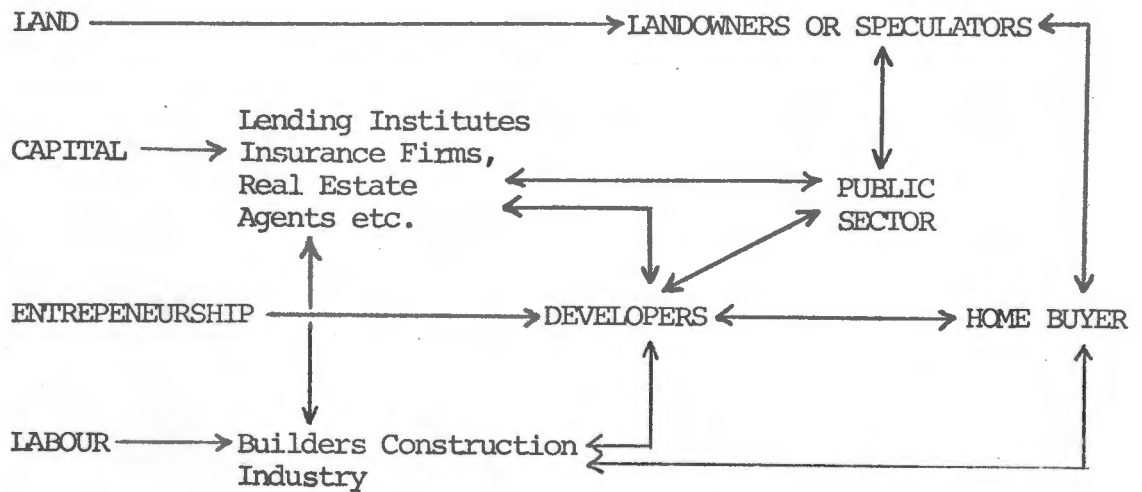 LAND
LANDOWNERS OR SPECULATORS
CAPITAL
Lending Institutes
Insurance Firms,
Real Estate
Agents etc.
PUBLIC
SECTOR
ENTREPENEURSHIP
DEVELOPERS
HOME BUYER
LABOUR
Builders Construction
Industry